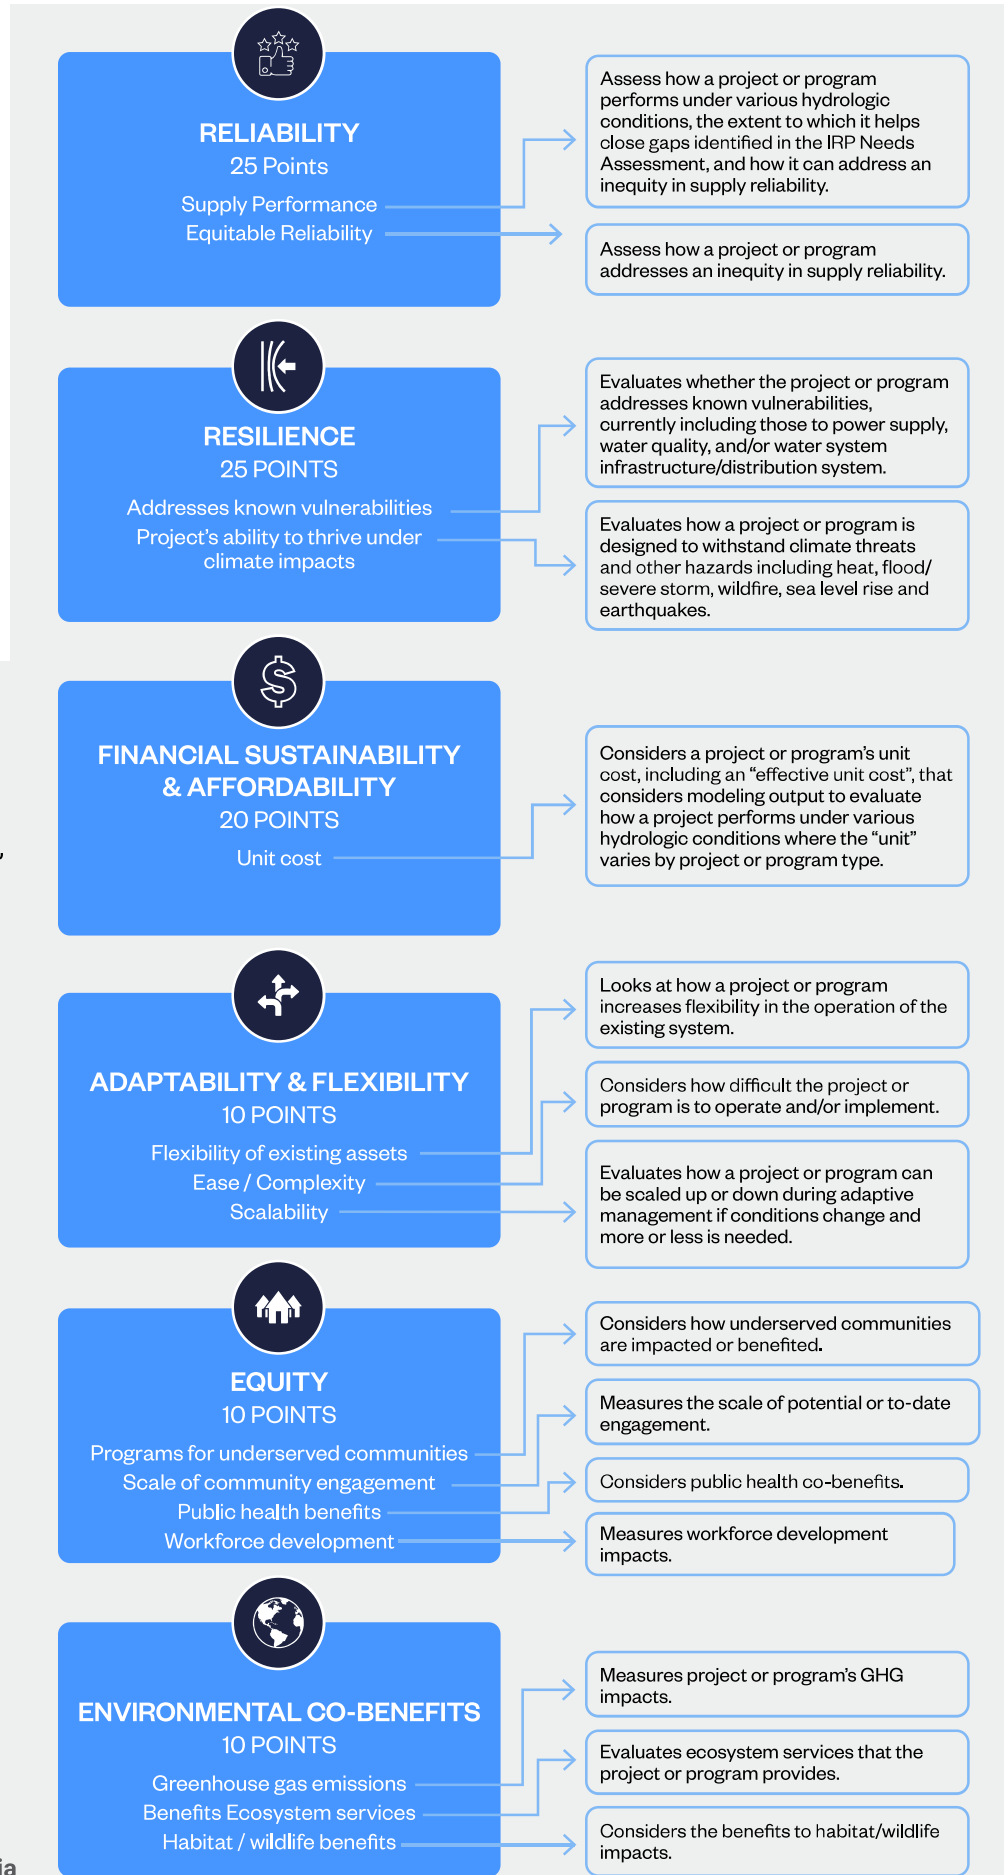 RELIABILITY
25 Points
Supply Performance
Equitable Reliability
Assess how a project or program
performs under various hydrologic
conditions, the extent to which it helps
close gaps identified in the IRP Needs
Assessment, and how it can address an
inequity in supply reliability.
Assess how a project or program
addresses an inequity in supply reliability.
RESILIENCE
25 POINTS
Addresses known vulnerabilities
Project's ability to thrive under
climate impacts
Evaluates whether the project or program
addresses known vulnerabilities,
currently including those to power supply,
water quality, and/or water system
infrastructure/distribution system.
Evaluates how a project or program is
designed to withstand climate threats
and other hazards including heat, flood/
severe storm, wildfire, sea level rise and
earthquakes.
$
FINANCIAL SUSTAINABILITY
& AFFORDABILITY
20 POINTS
Unit cost
Considers a project or program's unit
cost, including an "effective unit cost", that
considers modeling output to evaluate
how a project performs under various
hydrologic conditions where the "unit"
varies by project or program type.
,
ADAPTABILITY & FLEXIBILITY
10 POINTS
Flexibility of existing assets
Ease / Complexity
Scalability
Looks at how a project or program
increases flexibility in the operation of the
existing system.
Considers how difficult the project or
program is to operate and/or implement.
Evaluates how a project or program can
be scaled up or down during adaptive
management if conditions change and
more or less is needed.
EQUITY
10 POINTS
Programs for underserved communities
Scale of community engagement
Public health benefits
Workforce development
Considers how underserved communities
are impacted or benefited.
Measures the scale of potential or to-date
engagement.
Considers public health co-benefits.
Measures workforce development
impacts.
ENVIRONMENTAL CO-BENEFITS
10 POINTS
Greenhouse gas emissions
Benefits Ecosystem services
Habitat / wildlife benefits
Measures project or program's GHG
impacts.
Evaluates ecosystem services that the
project or program provides.
Considers the benefits to habitat/wildlife
impacts.
ia